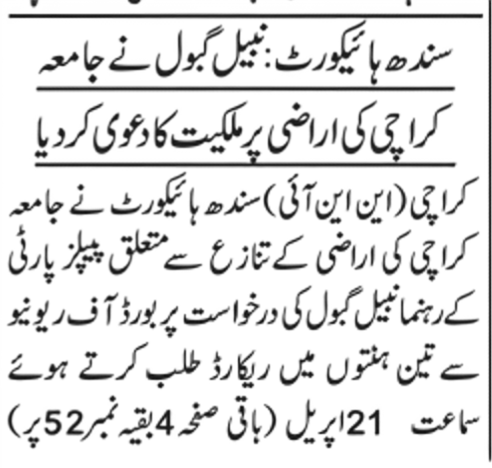 سندھ ہائیکورٹ: نبیل گبول نے جامعہ
کراچی کی اراضی پر ملکیت کا دعویٰ کر دیا
کراچی (این این آئی) سندھ ہائیکورٹ نے جامعہ
کراچی کی اراضی کے تنازع سے متعلق پیپلز پارٹی
کے رہنما نبیل گبول کی درخواست پر بورڈ آف ریونیو
سے تین ہفتوں میں ریکارڈ طلب کرتے ہوئے
سماعت 21 اپریل (باقی صفحہ 4 بقیہ نمبر 52 پر)